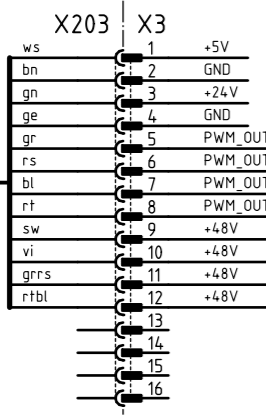 X203 X3
ws 1 +5V
bn 2 GND
gn 3 +24V
ge 4 GND
gr 5 PWM_OUT
rs 6 PWM_OUT
bl 7 PWM_OUT
rt 8 PWM_OUT
sw 9 +48V
vi 10 +48V
grrs 11 +48V
rtbl 12 +48V
13
14
15
16